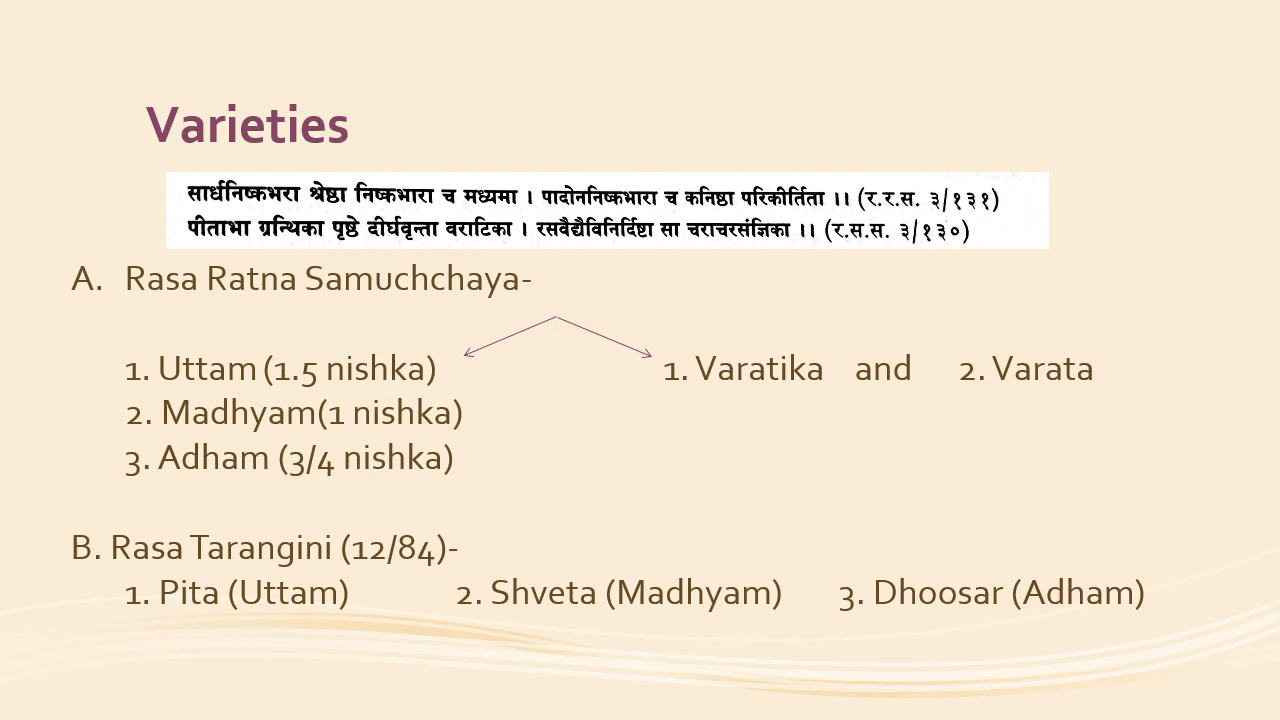 Varieties
सार्धनिष्कभरा श्रेष्ठा निष्कभारा च मध्यमा । पादोननिष्कभारा च कनिष्ठा परिकीर्तिता ।। (र.र.स. ३/१३१)
पीताभा ग्रन्थिका पृष्ठे दीर्घवृन्ता वराटिका । रसवैद्यैविनिर्दिष्टा सा चराचरसंज्ञिका ।। (र.स.स. ३/१३०)
A. Rasa Ratna Samuchchaya-
1. Uttam (1.5 nishka) 1. Varatika and 2. Varata
2. Madhyam(1 nishka)
3. Adham (3/4 nishka)
B. Rasa Tarangini (12/84)-
1. Pita (Uttam) 2. Shveta (Madhyam) 3. Dhoosar (Adham)